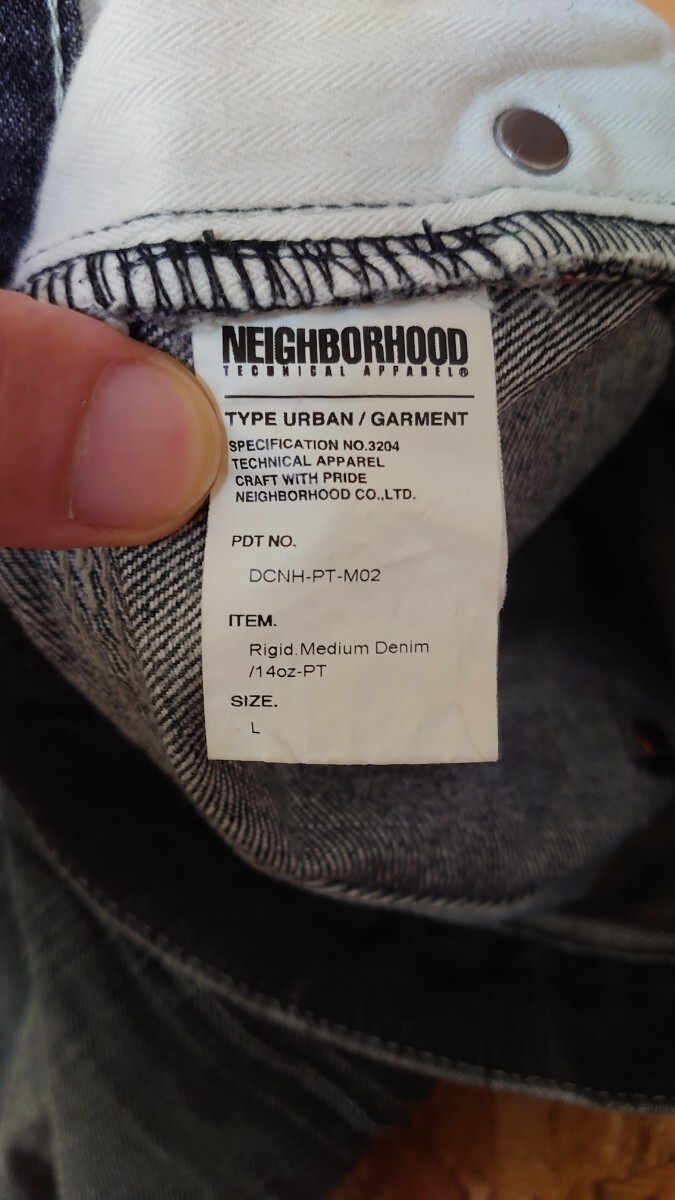 NEIGHBORHOOD
TECHNICAL APPAREL®
TYPE URBAN / GARMENT
SPECIFICATION NO.3204
TECHNICAL APPAREL
CRAFT WITH PRIDE
NEIGHBORHOOD CO.,LTD.
PDT NO.
DCNH-PT-M02
ITEM.
Rigid.Medium Denim
/14oz-PT
SIZE.
L